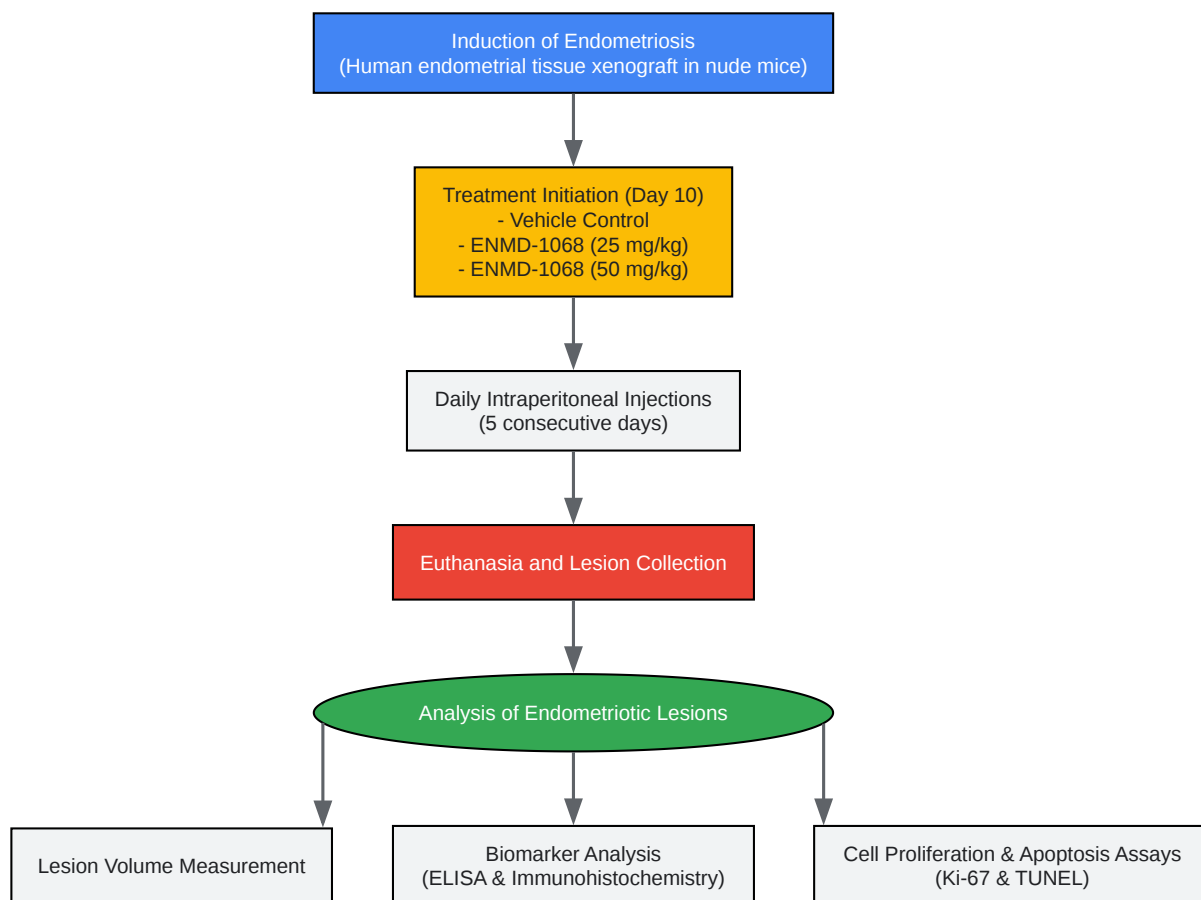 Induction of Endometriosis
(Human endometrial tissue xenograft in nude mice)
Treatment Initiation (Day 10)
- Vehicle Control
- ENMD-1068 (25 mg/kg)
- ENMD-1068 (50 mg/kg)
Daily Intraperitoneal Injections
(5 consecutive days)
Euthanasia and Lesion Collection
Analysis of Endometriotic Lesions
Lesion Volume Measurement
Biomarker Analysis
(ELISA & Immunohistochemistry)
Cell Proliferation & Apoptosis Assays
(Ki-67 & TUNEL)